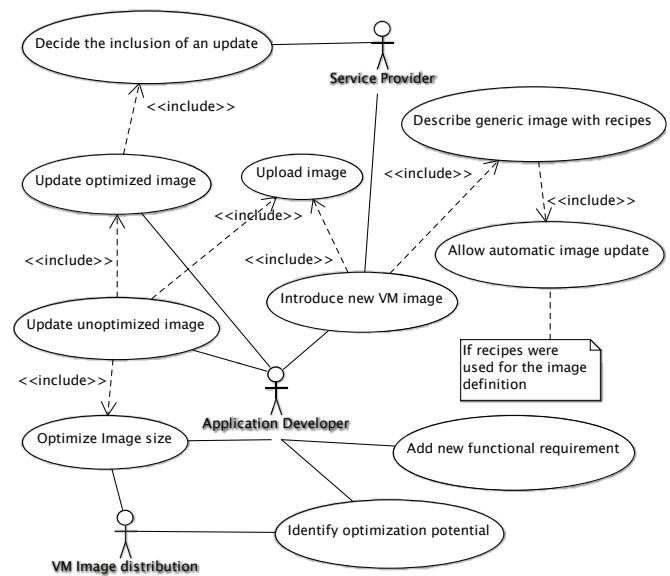 Decide the inclusion of an update
Service Provider
<<include>>
Describe generic image with recipes
Update optimized image
Upload image
<<include>>
<<include>>
<<include>>
Allow automatic image update
<<include>>
<<include>>
Introduce new VM image
Update unoptimized image
If recipes were
used for the image
definition
<<include>>
Application Developer
Optimize Image size
Add new functional requirement
Identify optimization potential
VM Image distribution